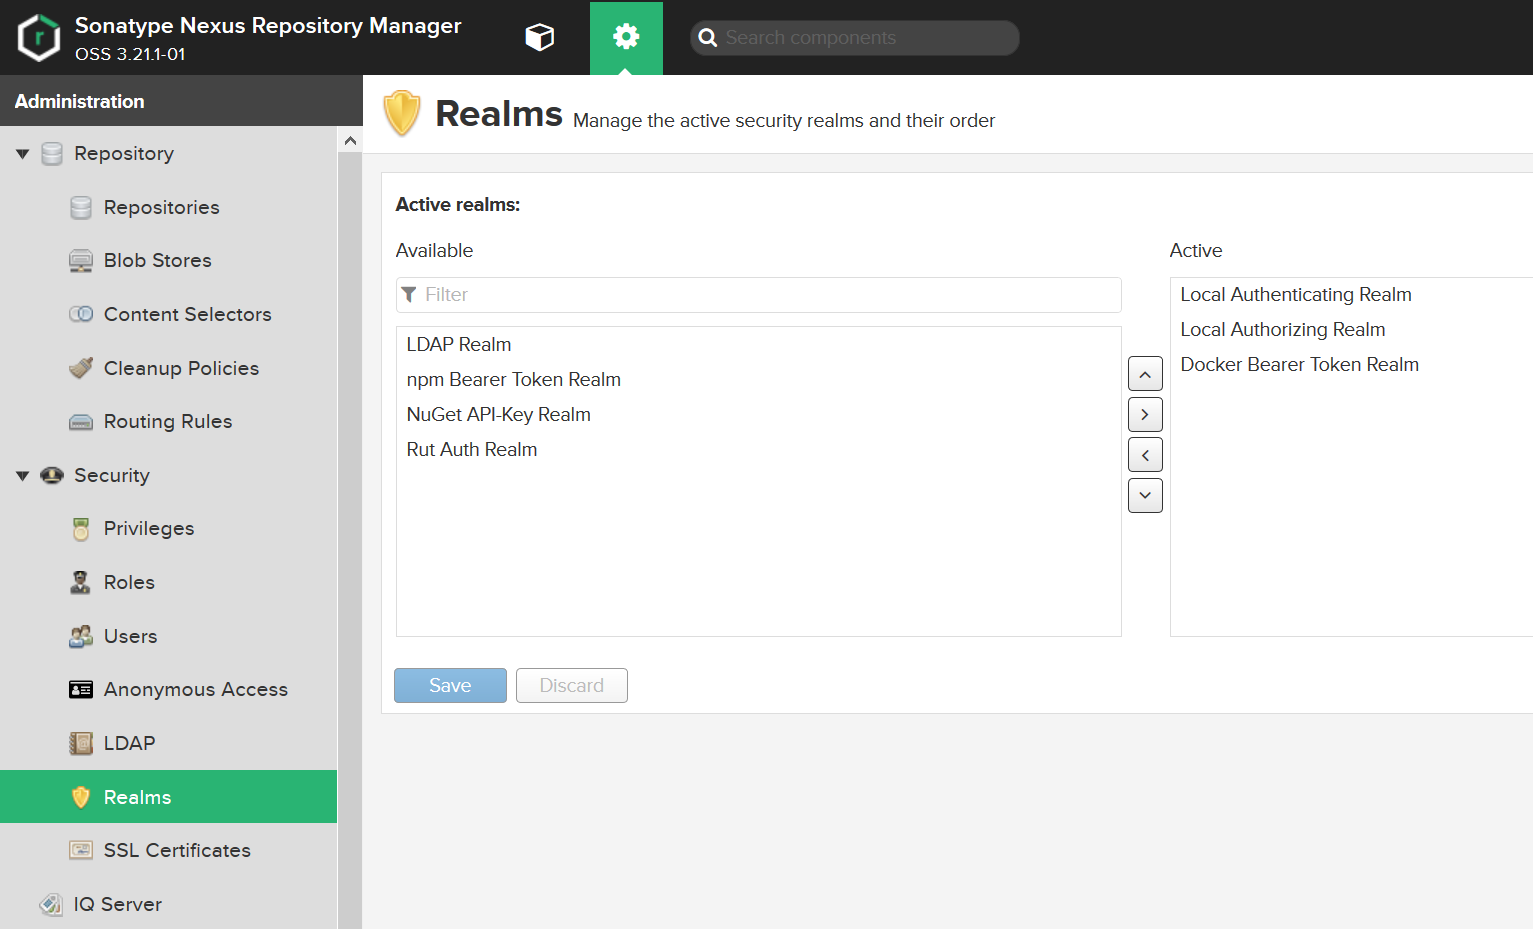 Sonatype Nexus Repository Manager
OSS 3.21.1-01
Search components
Administration
Repository
Repositories
Blob Stores
Content Selectors
Cleanup Policies
Routing Rules
Security
Privileges
Roles
Users
Anonymous Access
LDAP
Realms
SSL Certificates
IQ Server
Realms Manage the active security realms and their order
Active realms:
Available
Filter
LDAP Realm
npm Bearer Token Realm
NuGet API-Key Realm
Rut Auth Realm
Active
Local Authenticating Realm
Local Authorizing Realm
Docker Bearer Token Realm
Save Discard